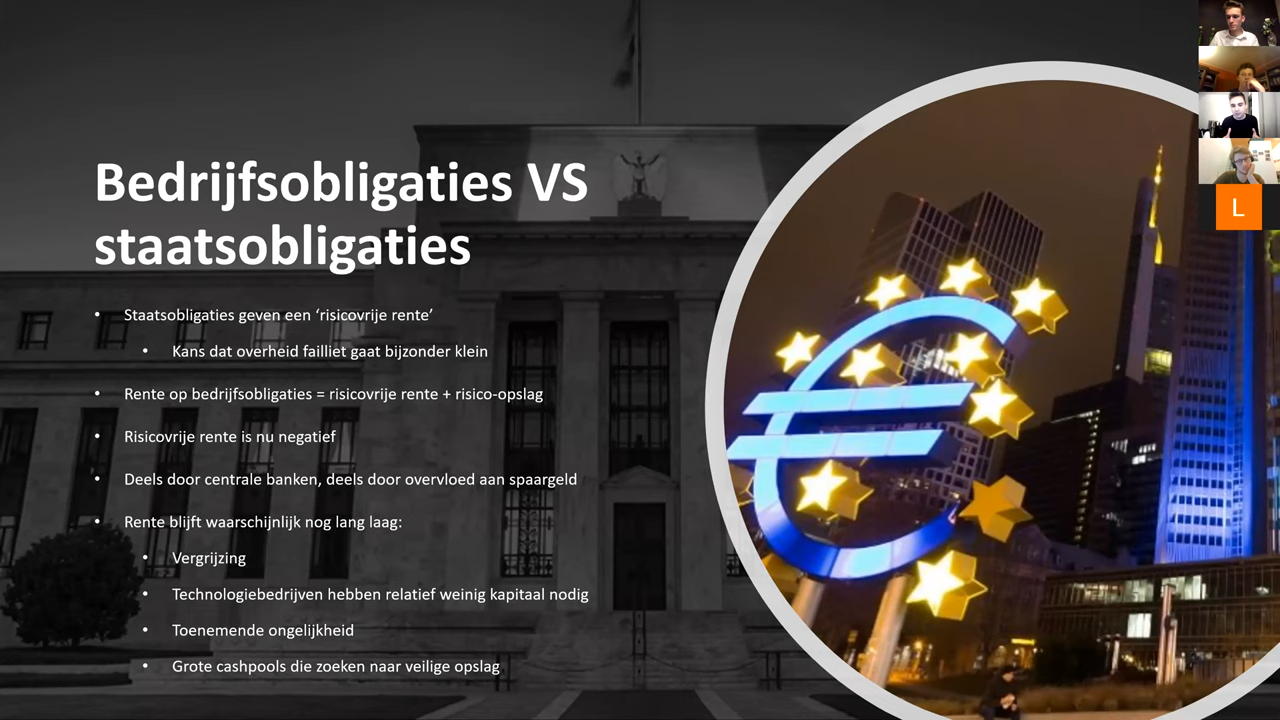 Bedrijfsobligaties VS
staatsobligaties
• Staatsobligaties geven een ‘risicovrije rente’
• Kans dat overheid failliet gaat bijzonder klein
• Rente op bedrijfsobligaties = risicovrije rente + risico-opslag
• Risicovrije rente is nu negatief
• Deels door centrale banken, deels door overvloed aan spaargeld
• Rente blijft waarschijnlijk nog lang laag:
• Vergrijzing
• Technologiebedrijven hebben relatief weinig kapitaal nodig
• Toenemende ongelijkheid
• Grote cashpools die zoeken naar veilige opslag
L